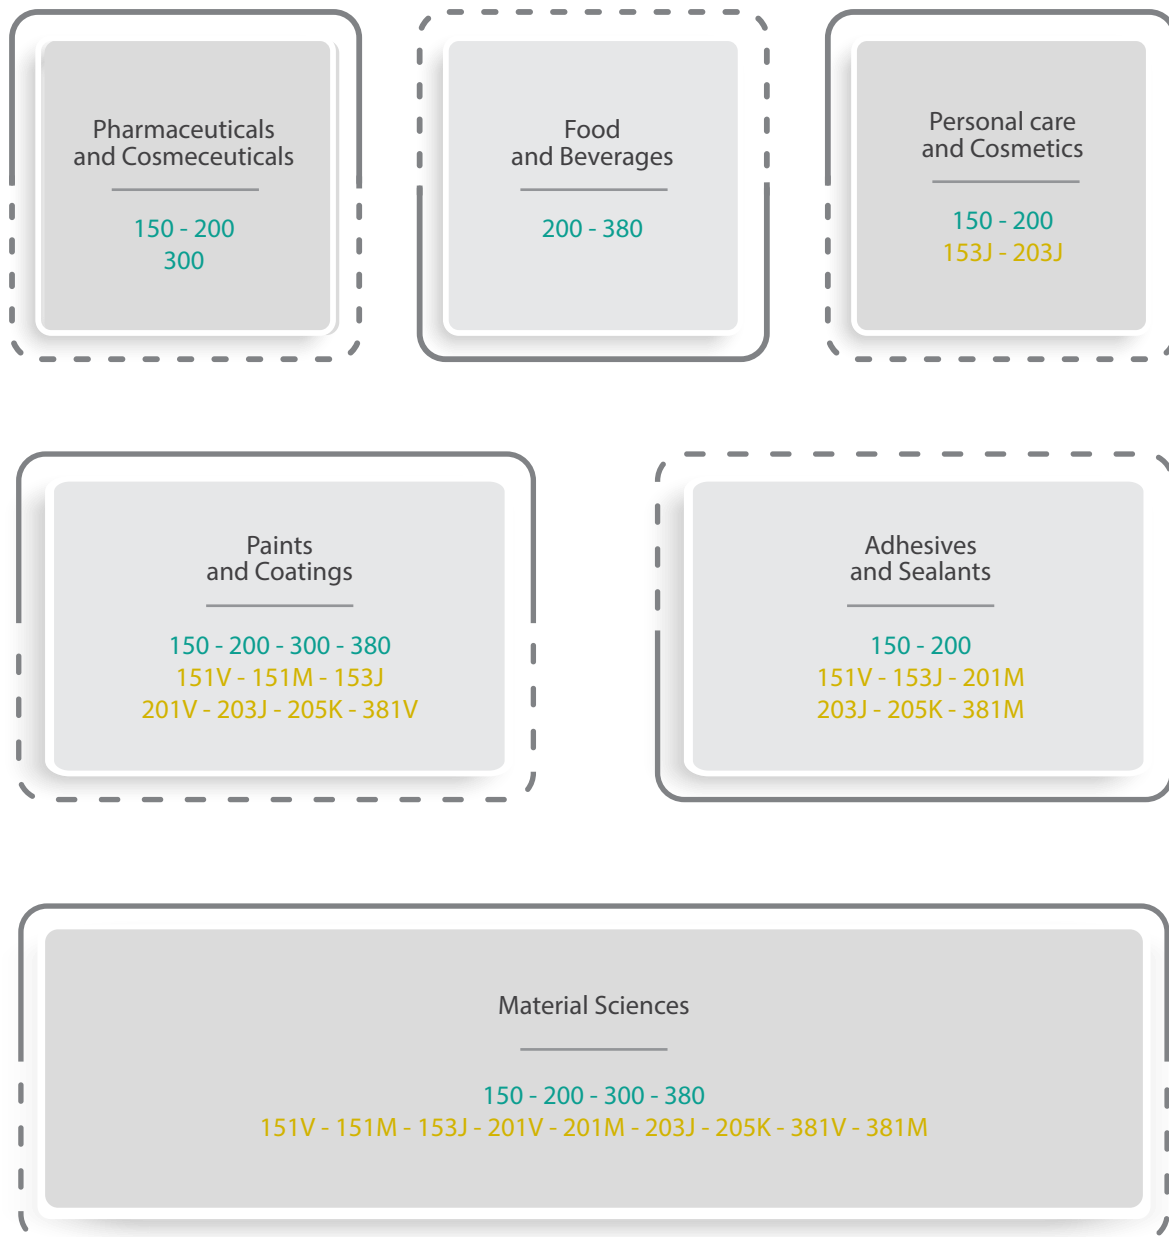 Pharmaceuticals
and Cosmeceuticals
150 - 200
300
Food
and Beverages
200 - 380
Personal care
and Cosmetics
150 - 200
153J - 203J
Paints
and Coatings
150 - 200 - 300 - 380
151V - 151M - 153J
201V - 203J - 205K - 381V
Adhesives
and Sealants
150 - 200
151V - 153J - 201M
203J - 205K - 381M
Material Sciences
150 - 200 - 300 - 380
151V - 151M - 153J - 201V - 201M - 203J - 205K - 381V - 381M